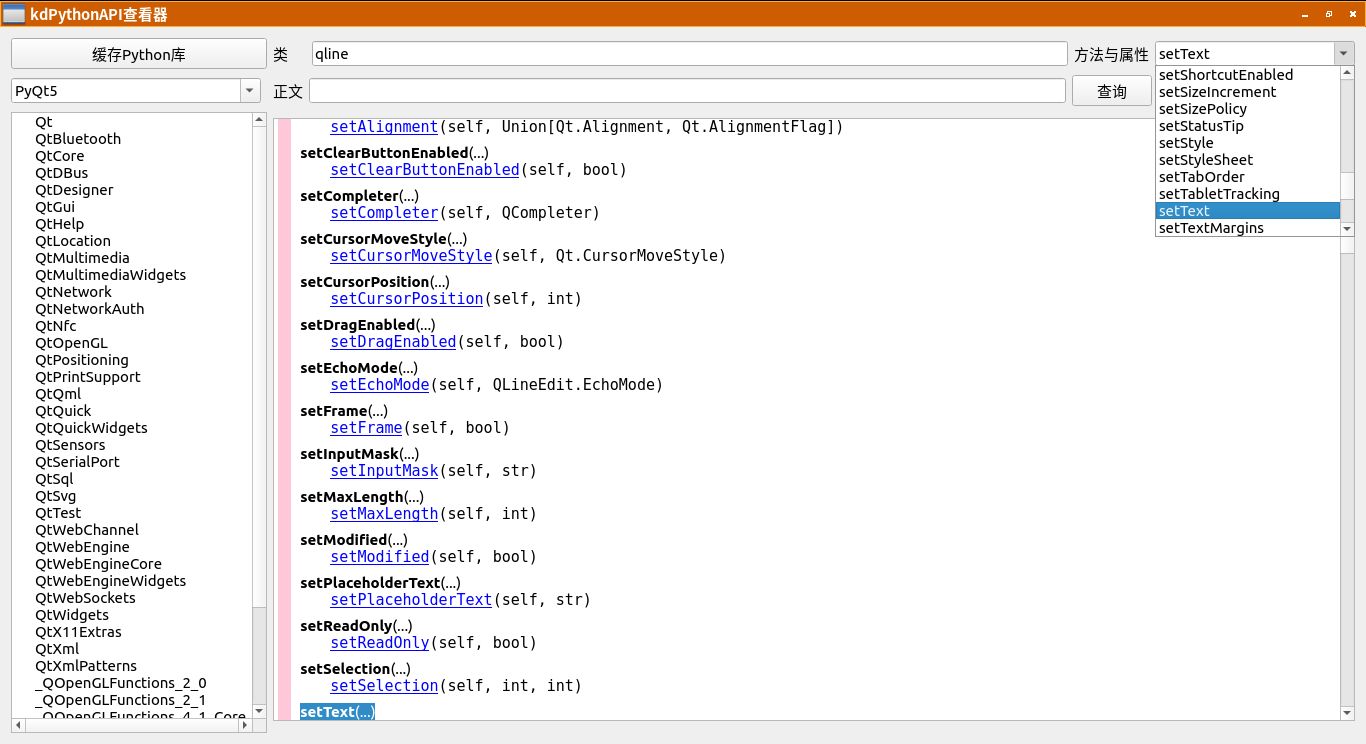 kdPythonAPI查看器
缓存Python库
类
qline
方法与属性
setText
PyQt5
正文
查询
setShortcutEnabled
setSizeIncrement
setSizePolicy
setStatusTip
setStyle
setStyleSheet
setTabOrder
setTabletTracking
setText
setTextMargins
Qt
QtBluetooth
QtCore
QtDBus
QtDesigner
QtGui
QtHelp
QtLocation
QtMultimedia
QtMultimediaWidgets
QtNetwork
QtNetworkAuth
QtNfc
QtOpenGL
QtPositioning
QtPrintSupport
QtQml
QtQuick
QtQuickWidgets
QtSensors
QtSerialPort
QtSql
QtSvg
QtTest
QtWebChannel
QtWebEngine
QtWebEngineCore
QtWebEngineWidgets
QtWebSockets
QtWidgets
QtX11Extras
QtXml
QtXmlPatterns
_QOpenGLFunctions_2_0
_QOpenGLFunctions_2_1
_QOpenGLFunctions_4_1_Core
setAlignment(self, Union[Qt.Alignment, Qt.AlignmentFlag])
setClearButtonEnabled(...)
setClearButtonEnabled(self, bool)
setCompleter(...)
setCompleter(self, QCompleter)
setCursorMoveStyle(...)
setCursorMoveStyle(self, Qt.CursorMoveStyle)
setCursorPosition(...)
setCursorPosition(self, int)
setDragEnabled(...)
setDragEnabled(self, bool)
setEchoMode(...)
setEchoMode(self, QLineEdit.EchoMode)
setFrame(...)
setFrame(self, bool)
setInputMask(...)
setInputMask(self, str)
setMaxLength(...)
setMaxLength(self, int)
setModified(...)
setModified(self, bool)
setPlaceholderText(...)
setPlaceholderText(self, str)
setReadOnly(...)
setReadOnly(self, bool)
setSelection(...)
setSelection(self, int, int)
setText(...)